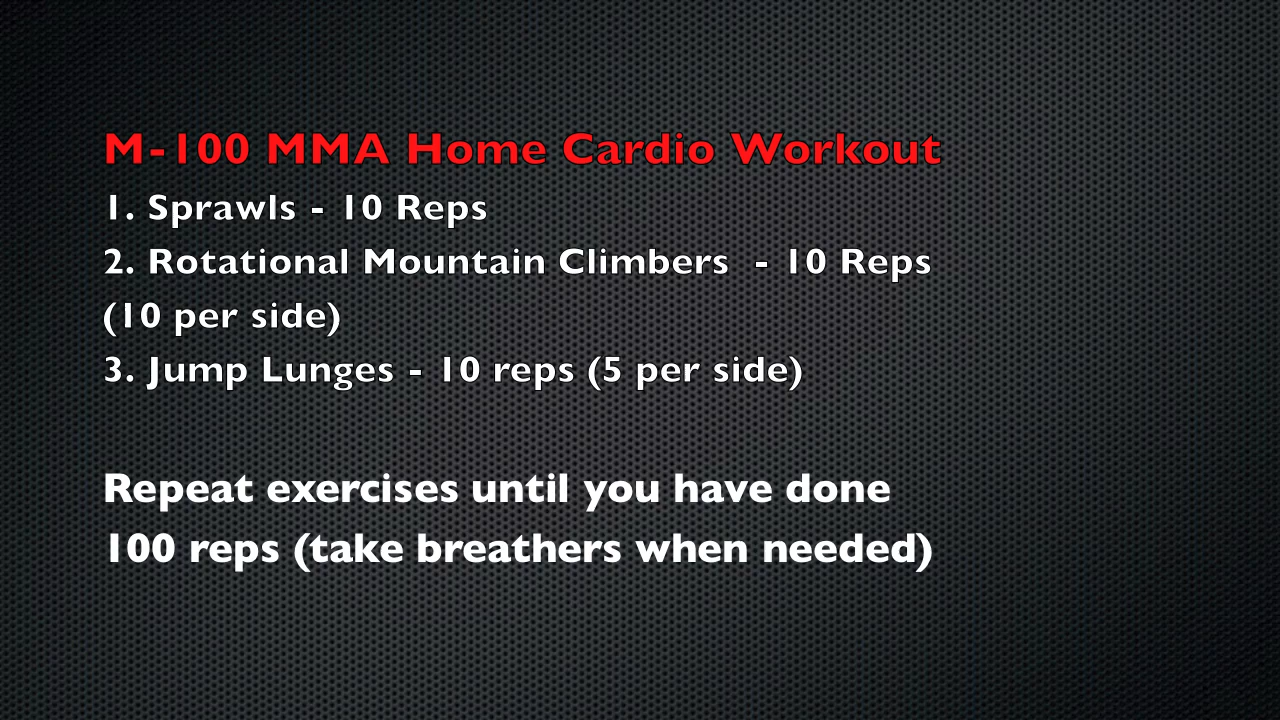 M-100 MMA Home Cardio Workout
1. Sprawls - 10 Reps
2. Rotational Mountain Climbers  - 10 Reps
(10 per side)
3. Jump Lunges - 10 reps (5 per side)
Repeat exercises until you have done
100 reps (take breathers when needed)